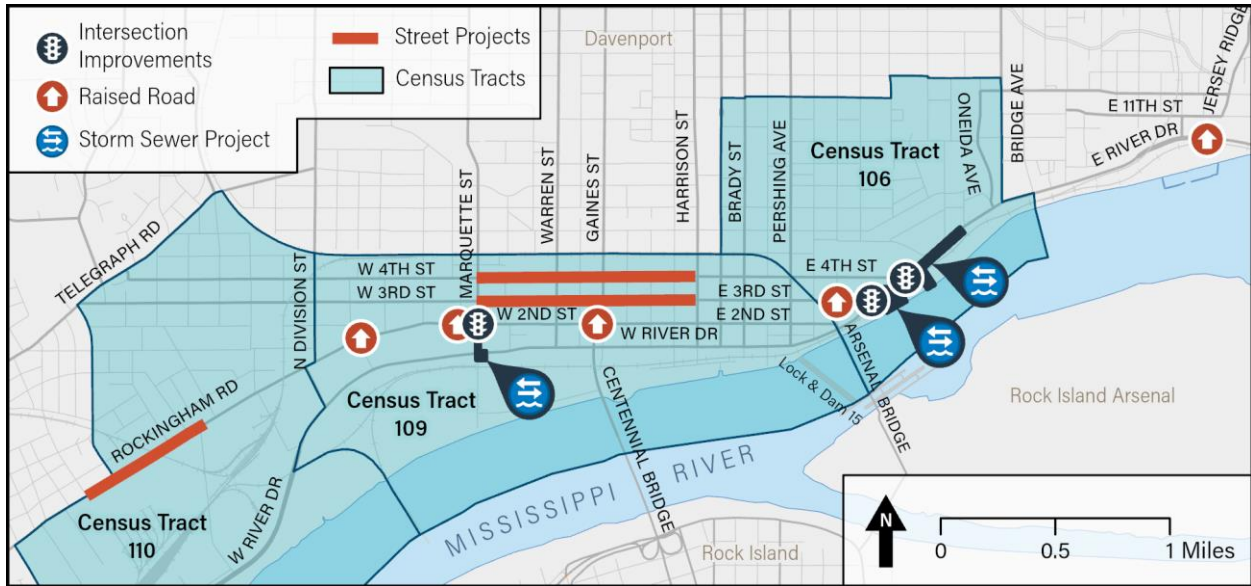 Intersection
Improvements
Raised Road
Storm Sewer Project
Street Projects
Census Tracts
Davenport
TELEGRAPH RD
N DIVISION ST
MARQUETTE ST
WARREN ST
GAINES ST
HARRISON ST
BRADY ST
PERSHING AVE
ONEIDA AVE
BRIDGE AVE
JERSEY RIDGE
E 11TH ST
E RIVER DR
Census Tract
106
W 4TH ST
W 3RD ST
W 2ND ST
E 4TH ST
E 3RD ST
E 2ND ST
W RIVER DR
ROCKINGHAM RD
Census Tract
109
CENTENNIAL BRIDGE
Lock & Dam 15
ARSENAL BRIDGE
Rock Island Arsenal
Census Tract
110
W RIVER DR
MISSISSIPPI RIVER
Rock Island
N
0 0.5 1 Miles